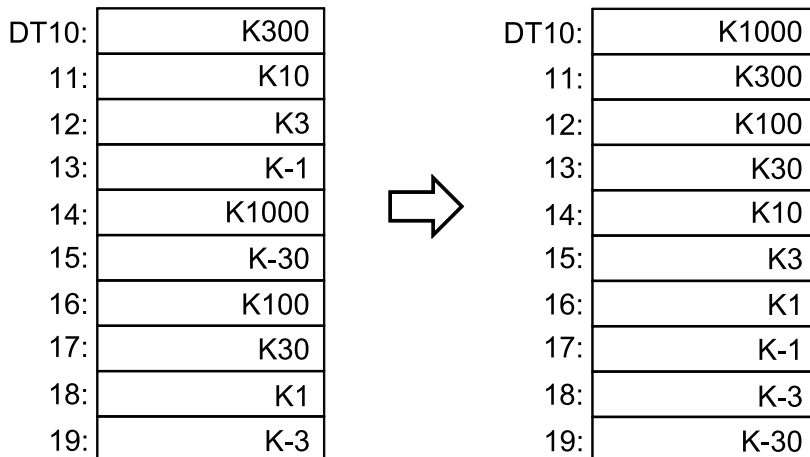 DT10: K300 DT10: K1000
11: K10 11: K300
12: K3 12: K100
13: K-1 13: K30
14: K1000 14: K10
15: K-30 15: K3
16: K100 16: K1
17: K30 17: K-1
18: K1 18: K-3
19: K-3 19: K-30